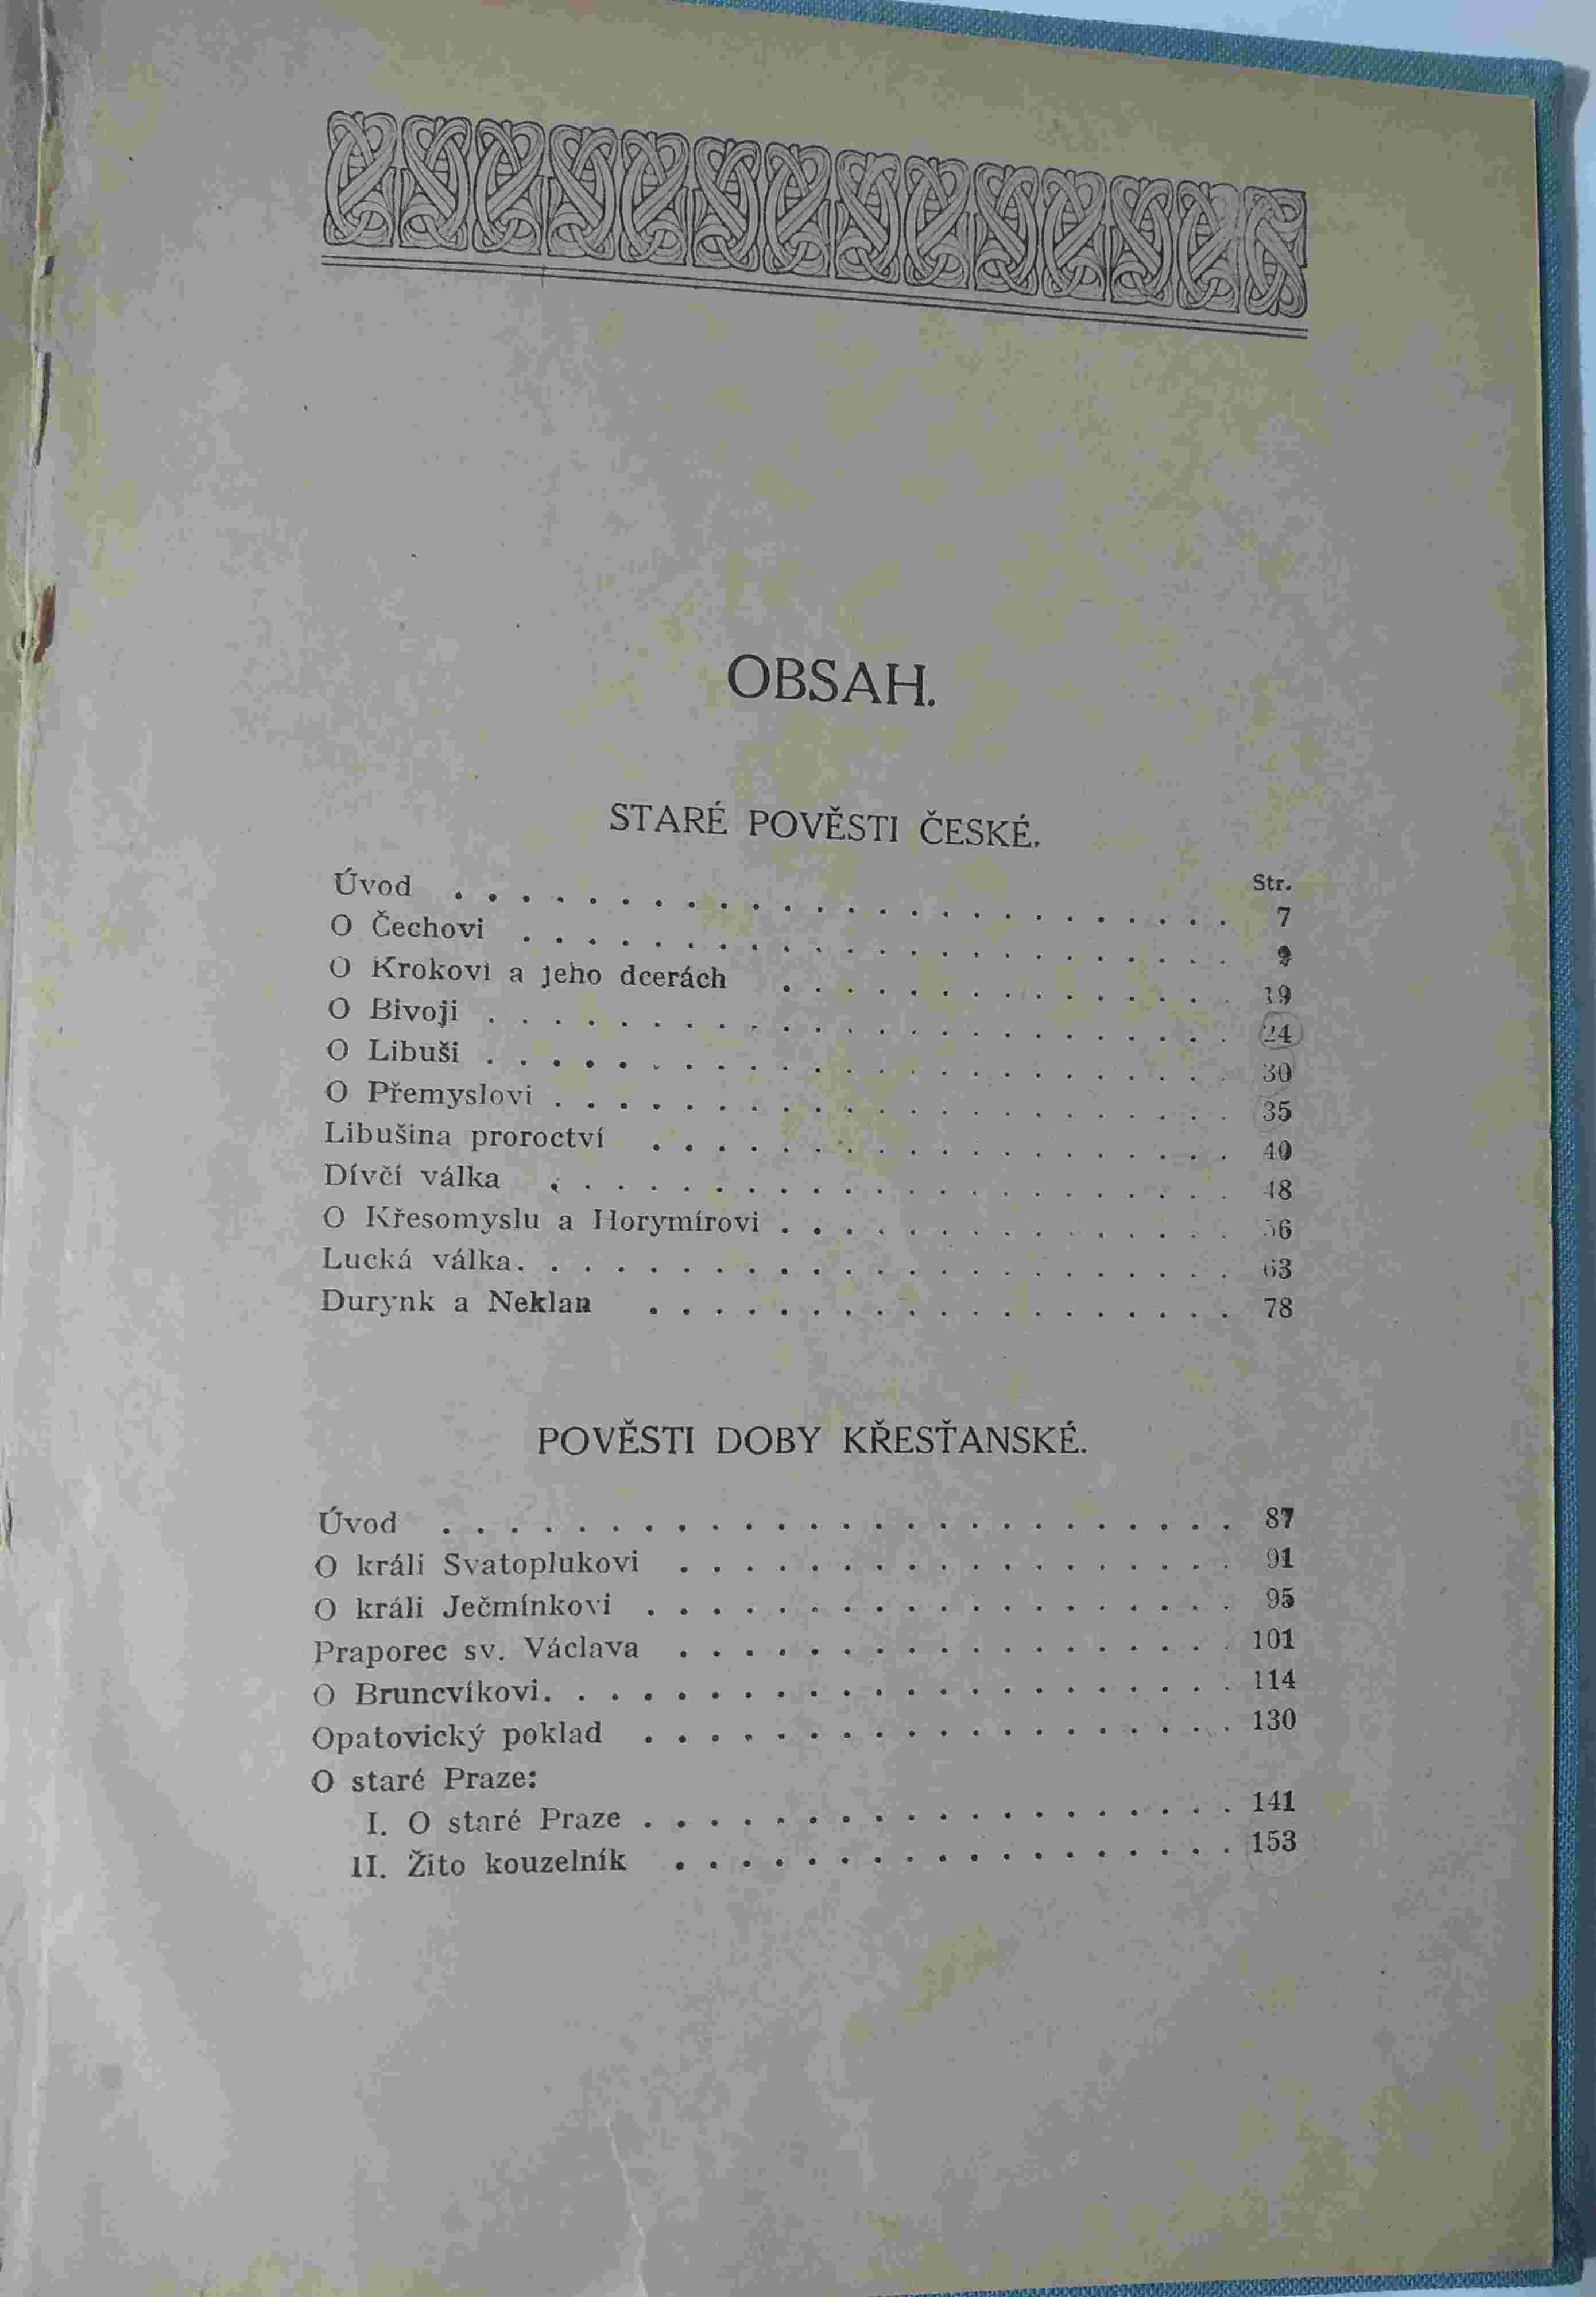 OBSAH.
STARÉ POVĚSTI ČESKÉ.
Str.
Úvod . . . . . . . . . . . . . . . . . . . . . . . . 7
O Čechovi . . . . . . . . . . . . . . . . . . . . . . 9
O Krokovi a jeho dcerách . . . . . . . . . . . . . . 19
O Bivoji . . . . . . . . . . . . . . . . . . . . . . . 24
O Libuši . . . . . . . . . . . . . . . . . . . . . . . 30
O Přemyslovi . . . . . . . . . . . . . . . . . . . . . 35
Libušina proroctví . . . . . . . . . . . . . . . . . . 40
Dívčí válka . . . . . . . . . . . . . . . . . . . . . 48
O Křesomyslu a Horymírovi . . . . . . . . . . . . . . 56
Lucká válka. . . . . . . . . . . . . . . . . . . . . . 63
Durynk a Neklan . . . . . . . . . . . . . . . . . . 78
POVĚSTI DOBY KŘESŤANSKÉ.
Úvod . . . . . . . . . . . . . . . . . . . . . . . . . 87
O králi Svatoplukovi . . . . . . . . . . . . . . . . . 91
O králi Ječmínkovi . . . . . . . . . . . . . . . . . . 95
Praporec sv. Václava . . . . . . . . . . . . . . . . . 101
O Bruncvíkovi. . . . . . . . . . . . . . . . . . . . . 114
Opatovický poklad . . . . . . . . . . . . . . . . . . 130
O staré Praze:
I. O staré Praze . . . . . . . . . . . . . . . . . . 141
II. Žito kouzelník . . . . . . . . . . . . . . . . . 153